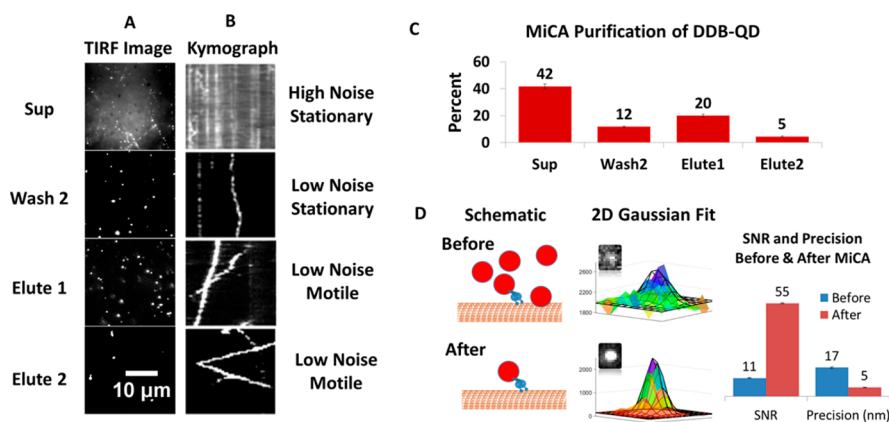 A
TIRF Image
B
Kymograph
Sup
High Noise
Stationary
Wash 2
Low Noise
Stationary
Elute 1
Low Noise
Motile
Elute 2
10 μm
Low Noise
Motile
C
MiCA Purification of DDB-QD
Percent
60
40
20
0
42
12
20
5
Sup
Wash2
Elute1
Elute2
D
Schematic
2D Gaussian Fit
Before
After
2600
2200
1800
2000
1000
0
SNR and Precision
Before & After MiCA
Before
After
11
55
17
5
SNR
Precision (nm)